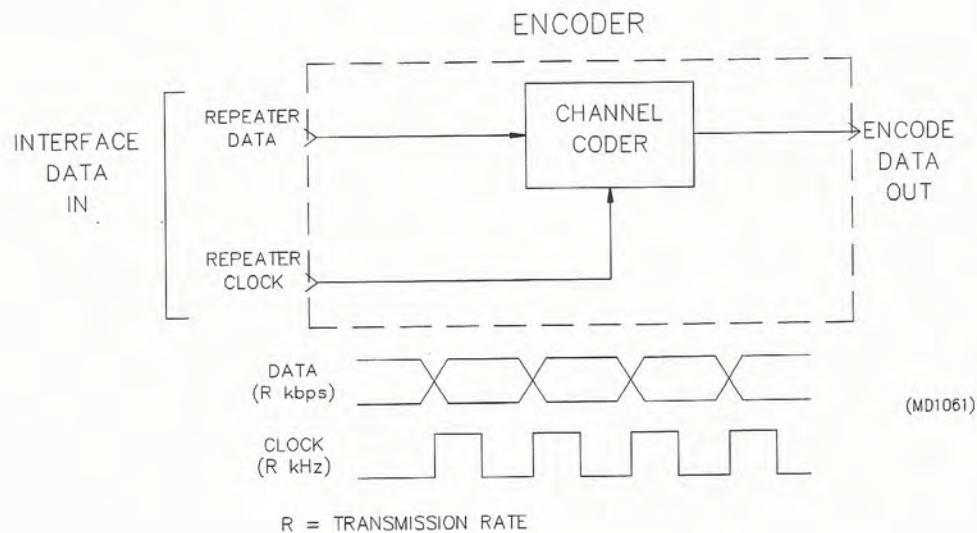 ENCODER
REPEATER
DATA
CHANNEL
CODER
INTERFACE
DATA
IN
ENCODE
DATA
OUT
REPEATER
CLOCK
DATA
(R kbps)
(MD1061)
CLOCK
(R kHz)
R = TRANSMISSION RATE